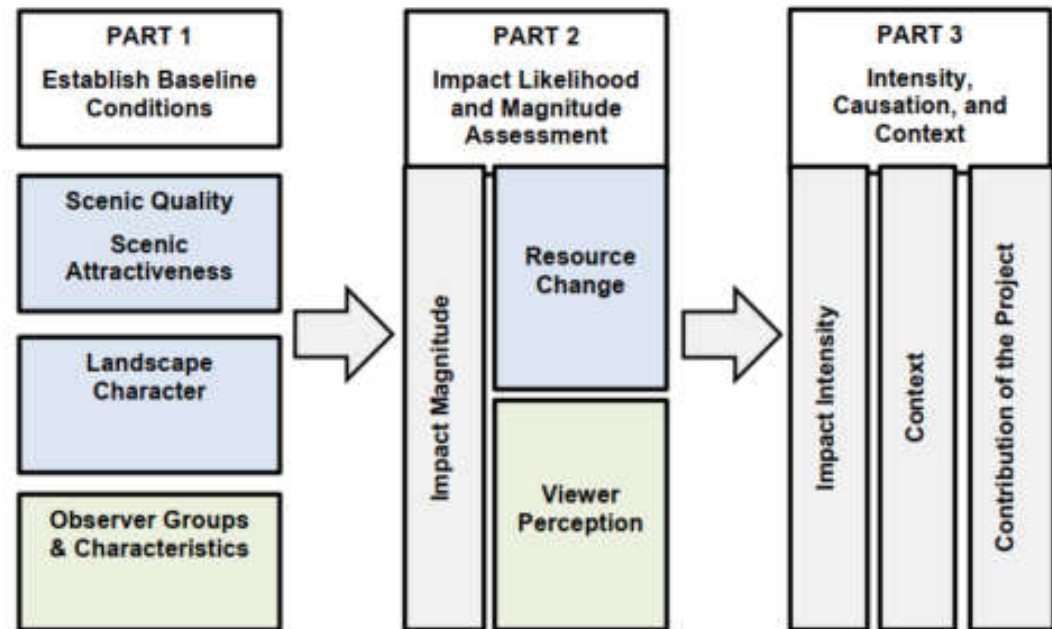 PART 1
Establish Baseline
Conditions
Scenic Quality
Scenic
Attractiveness
Landscape
Character
Observer Groups
& Characteristics
PART 2
Impact Likelihood
and Magnitude
Assessment
Impact Magnitude
Resource
Change
Viewer
Perception
PART 3
Intensity,
Causation, and
Context
Impact Intensity
Context
Contribution of the Project